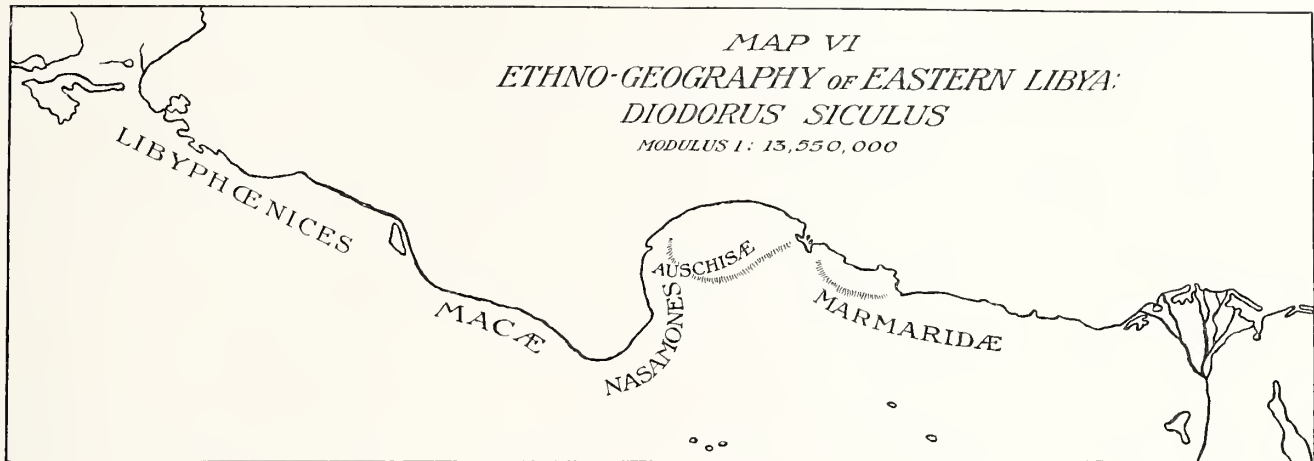 MAP VI
ETHNO-GEOGRAPHY OF EASTERN LIBYA:
DIODORUS SICULUS
MODULUS 1: 13,550,000
LIBYPHŒNICES
MACÆ
NASAMONES
AUSCHISÆ
MARMARIDÆ